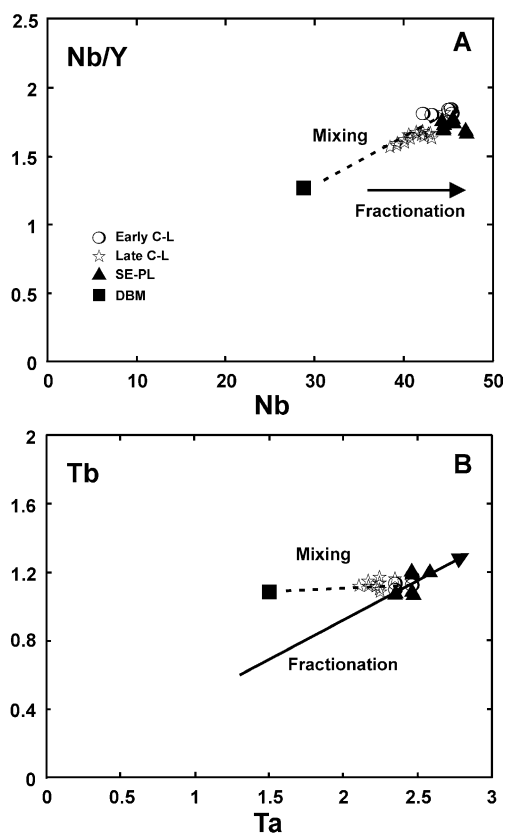 2.5
Nb/Y
A
2
Mixing
1.5
1
Fractionation
Early C-L
Late C-L
SE-PL
DBM
0.5
0
0 10 20 30 40 50
Nb
2
Tb
B
1.6
Mixing
1.2
0.8
Fractionation
0.4
0
0 0.5 1 1.5 2 2.5 3
Ta